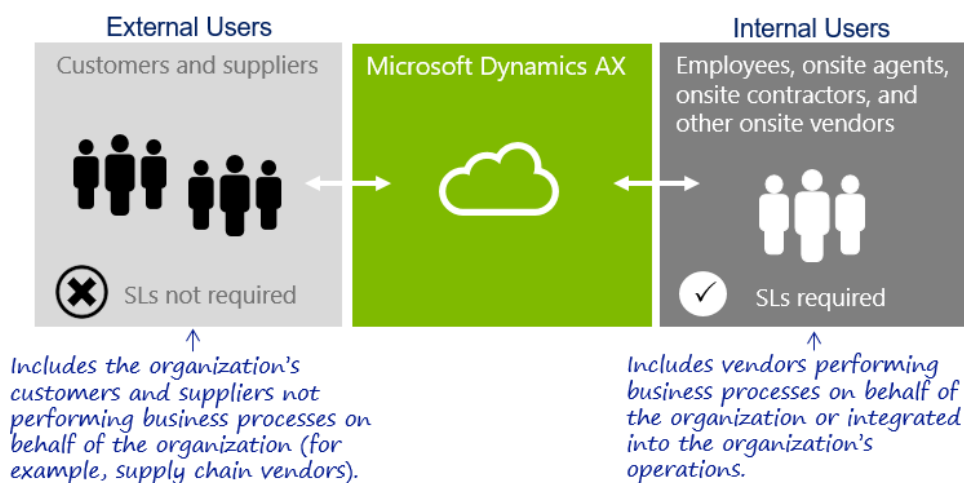 External Users
Internal Users
Customers and suppliers
Microsoft Dynamics AX
Employees, onsite agents,
onsite contractors, and
other onsite vendors
SLs not required
✓
SLs required
Includes the organization's
customers and suppliers not
performing business processes on
behalf of the organization (for
example, supply chain vendors).
Includes vendors performing
business processes on behalf of
the organization or integrated
into the organization's
operations.